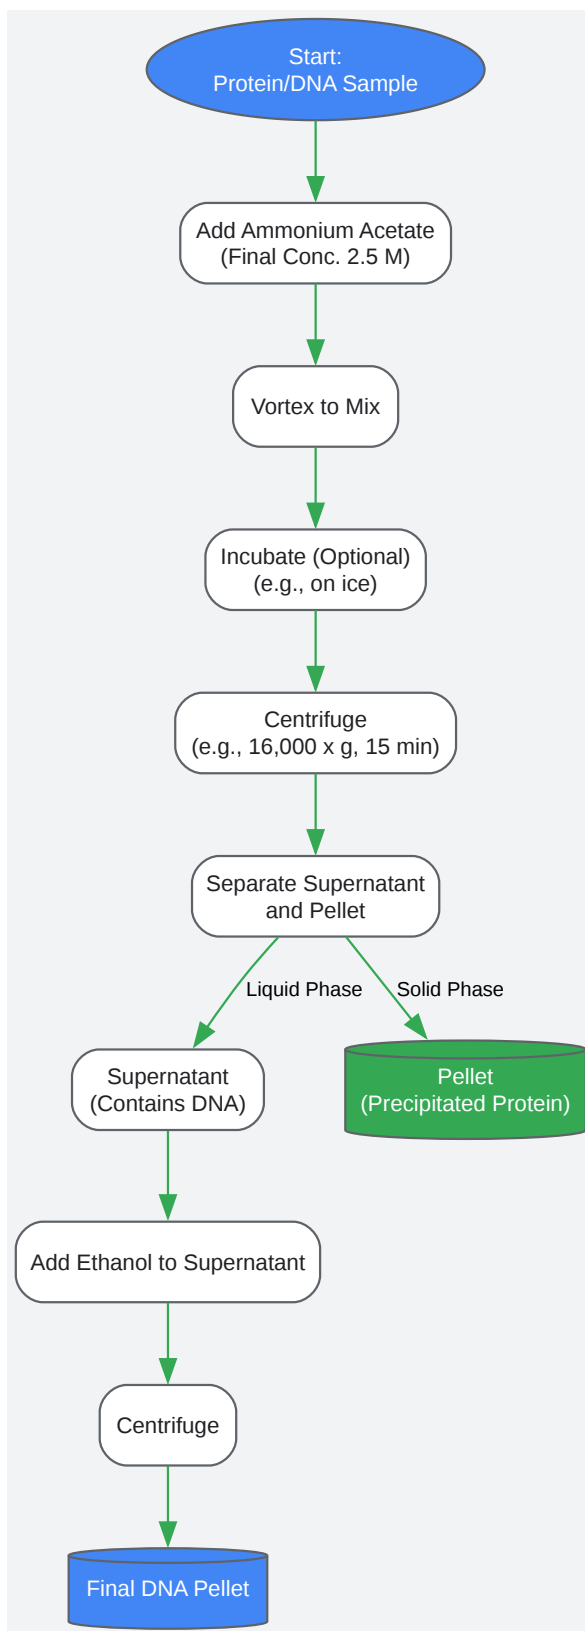 Start:
Protein/DNA Sample
Add Ammonium Acetate
(Final Conc. 2.5 M)
Vortex to Mix
Incubate (Optional)
(e.g., on ice)
Centrifuge
(e.g., 16,000 x g, 15 min)
Separate Supernatant
and Pellet
Liquid Phase
Solid Phase
Supernatant
(Contains DNA)
Pellet
(Precipitated Protein)
Add Ethanol to Supernatant
Centrifuge
Final DNA Pellet